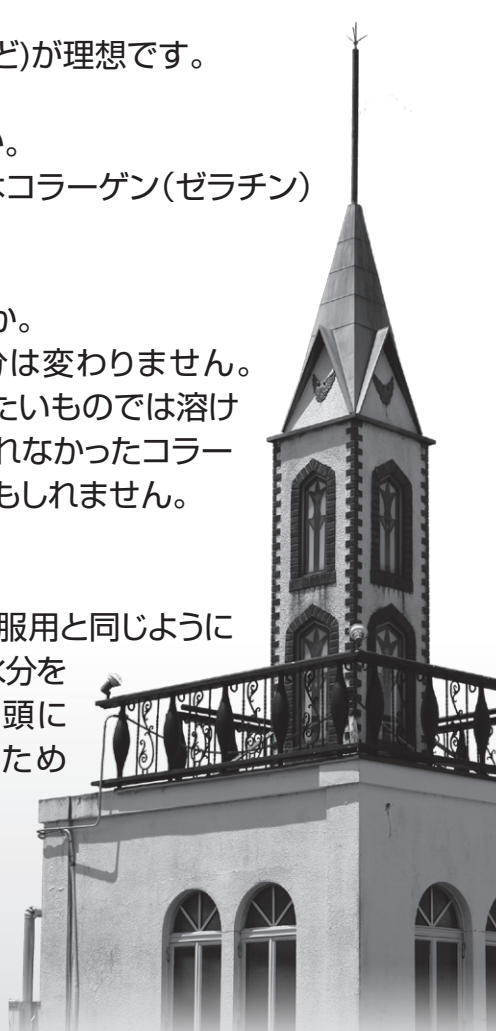 ど)が理想です。
い。
はコラーゲン(ゼラチン)
か。
分は変わりません。
たいものでは溶け
れなかったコラー
もしれません。
服用と同じように
水分を
頭に
ため